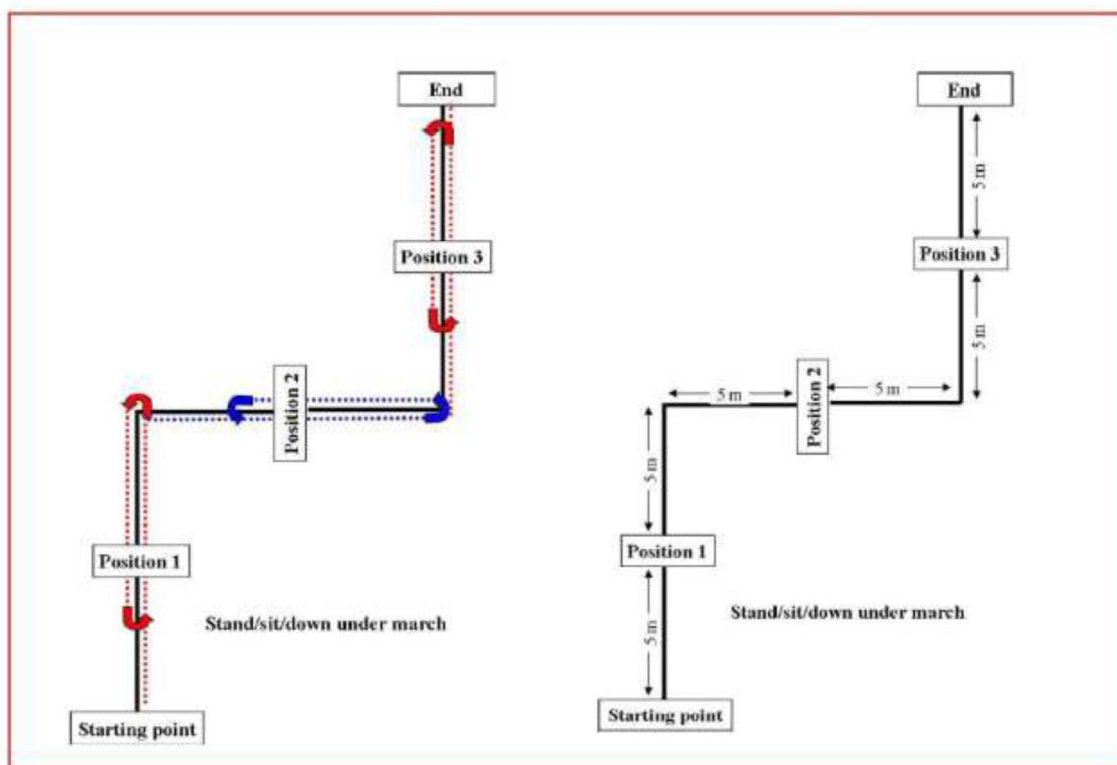 End
Position 3
Position 2
Position 1
Stand/sit/down under march
Starting point
End
5 m
Position 3
5 m
5 m
Position 2
5 m
5 m
Position 1
5 m
Stand/sit/down under march
Starting point